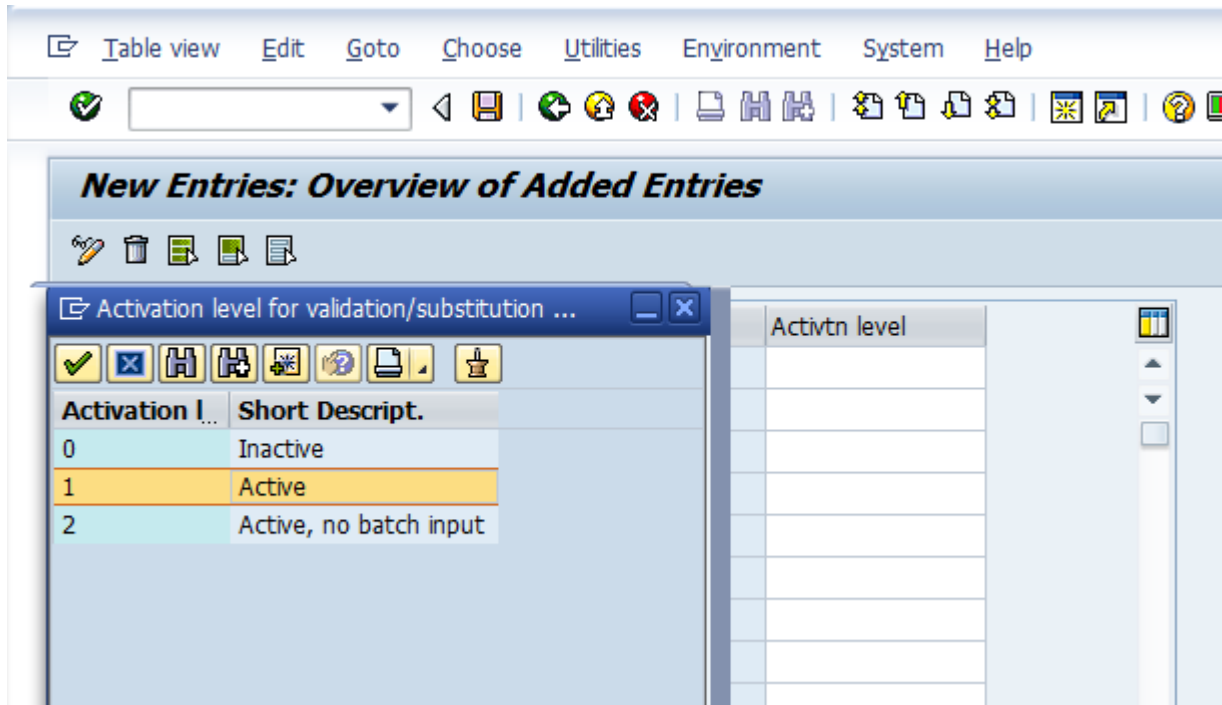 Table view Edit Goto Choose Utilities Environment System Help
New Entries: Overview of Added Entries
Activation level for validation/substitution ...
Activtn level
Activation l...
Short Descript.
0 Inactive
1 Active
2 Active, no batch input